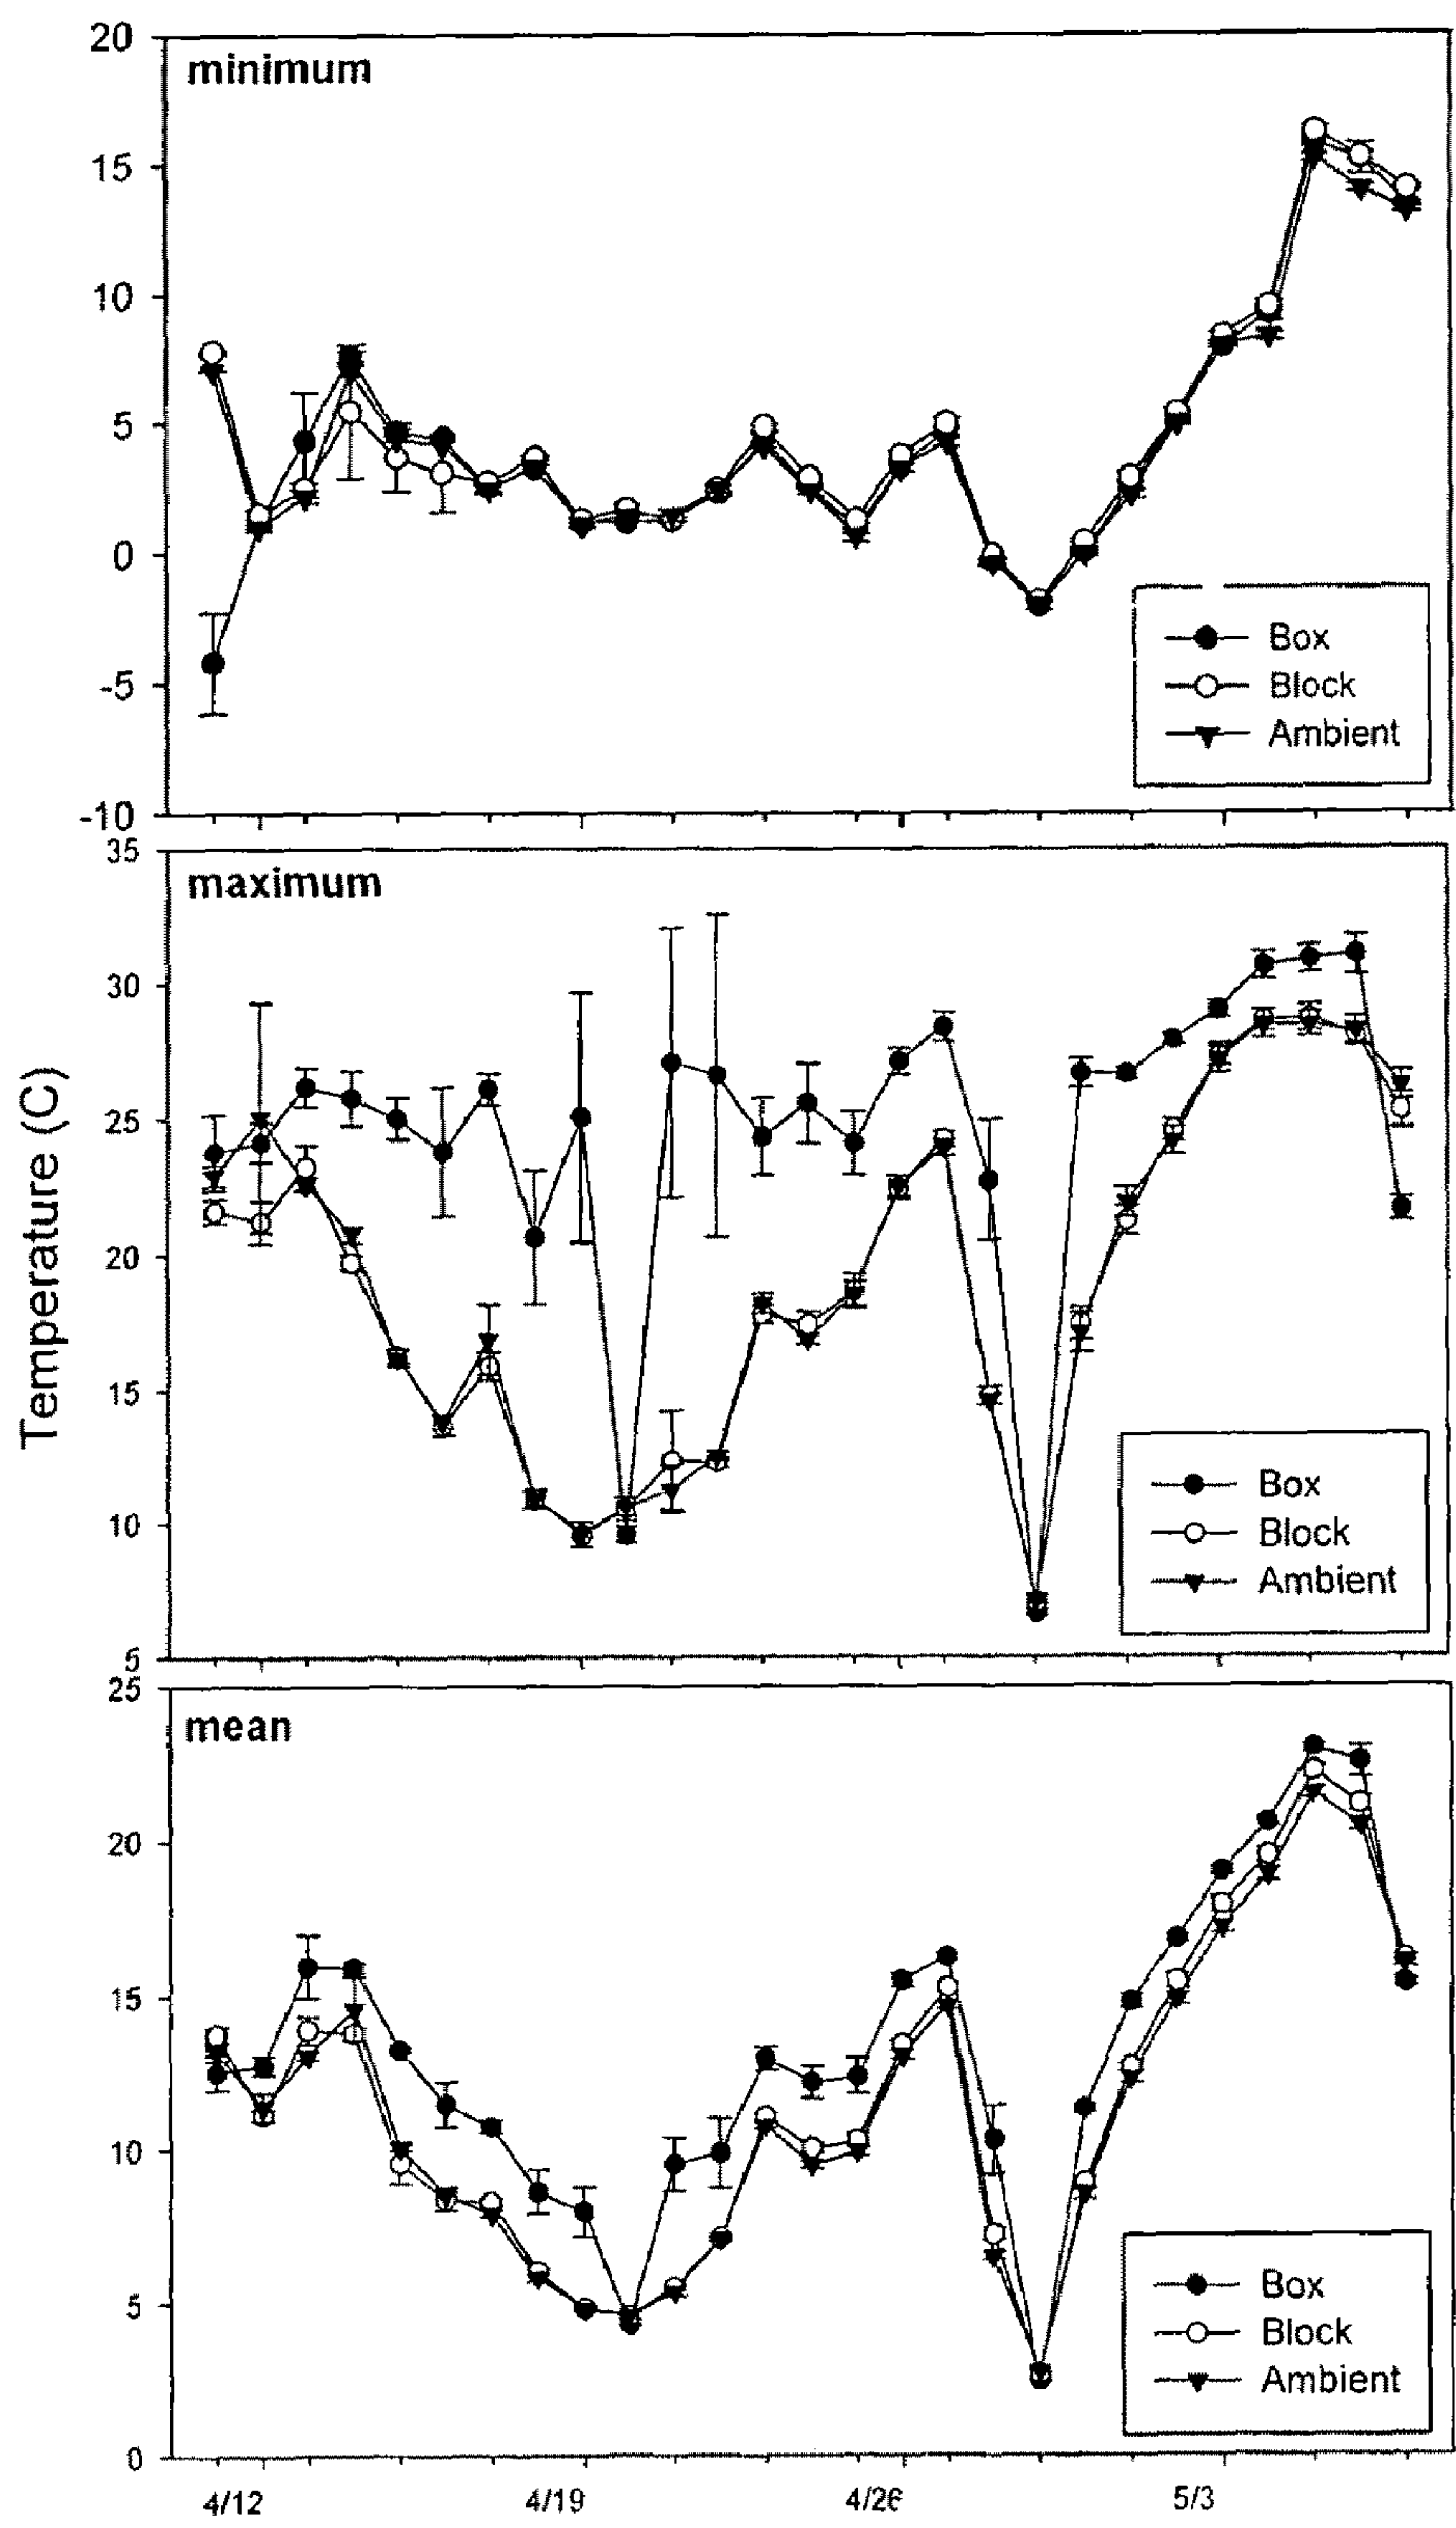 Temperature (C)
minimum
20
15
10
5
0
-5
-10
Box
Block
Ambient
maximum
35
30
25
20
15
10
5
Box
Block
Ambient
mean
25
20
15
10
5
0
Box
Block
Ambient
4/12 4/19 4/26 5/3